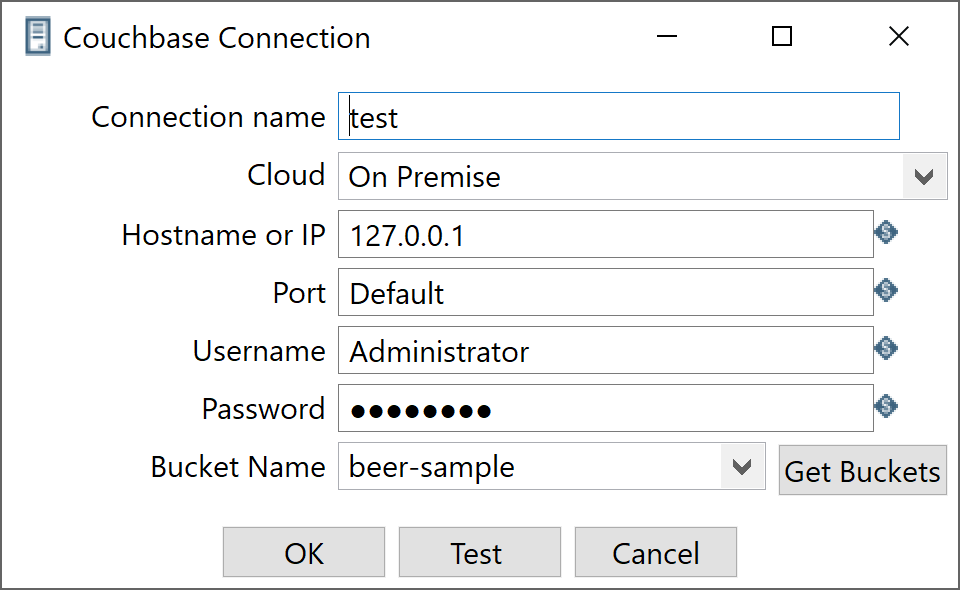 Couchbase Connection
Connection name test
Cloud On Premise
Hostname or IP 127.0.0.1
Port Default
Username Administrator
Password ●●●●●●●●
Bucket Name beer-sample Get Buckets
OK Test Cancel